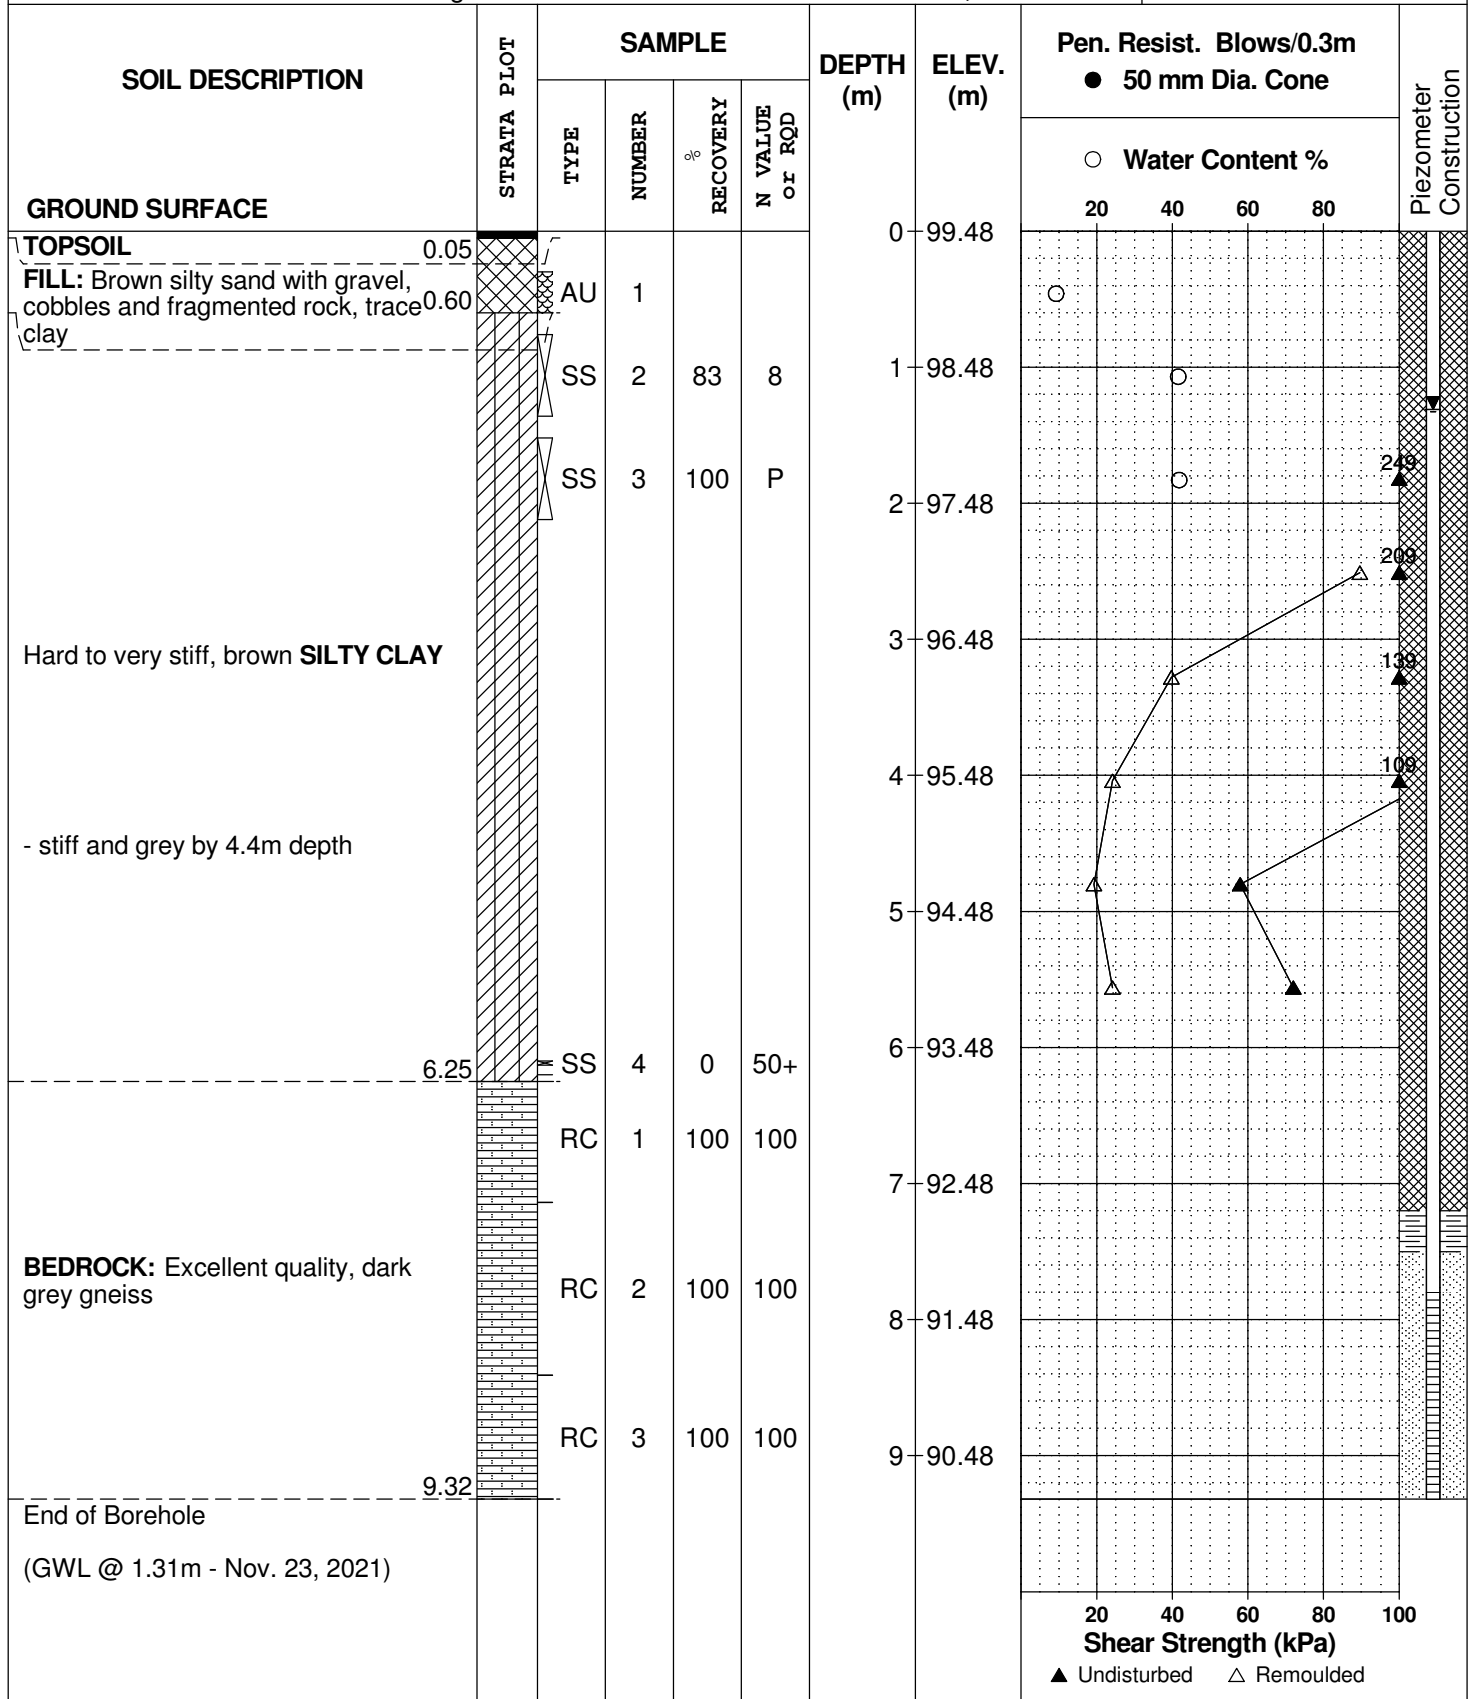 SOIL DESCRIPTION
GROUND SURFACE
STRATA PLOT
SAMPLE
TYPE
NUMBER
%
RECOVERY
N VALUE
or RQD
DEPTH
(m)
ELEV.
(m)
Pen. Resist. Blows/0.3m
● 50 mm Dia. Cone
○ Water Content %
20 40 60 80
Piezometer
Construction
0 99.48
TOPSOIL 0.05
FILL: Brown silty sand with gravel,
cobbles and fragmented rock, trace 0.60
clay
AU 1
1 98.48
SS 2 83 8
249
SS 3 100 P
2 97.48
209
3 96.48
Hard to very stiff, brown SILTY CLAY
139
4 95.48
109
- stiff and grey by 4.4m depth
5 94.48
6 93.48
6.25
SS 4 0 50+
RC 1 100 100
7 92.48
BEDROCK: Excellent quality, dark
grey gneiss
RC 2 100 100
8 91.48
RC 3 100 100
9 90.48
9.32
End of Borehole
(GWL @ 1.31m - Nov. 23, 2021)
20 40 60 80 100
Shear Strength (kPa)
▲ Undisturbed △ Remoulded